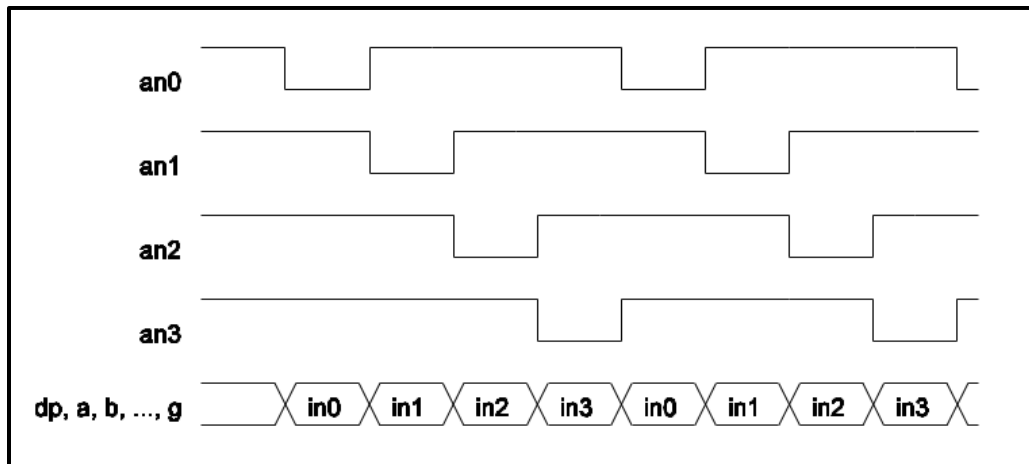 an0
an1
an2
an3
dp, a, b, ..., g in0 in1 in2 in3 in0 in1 in2 in3